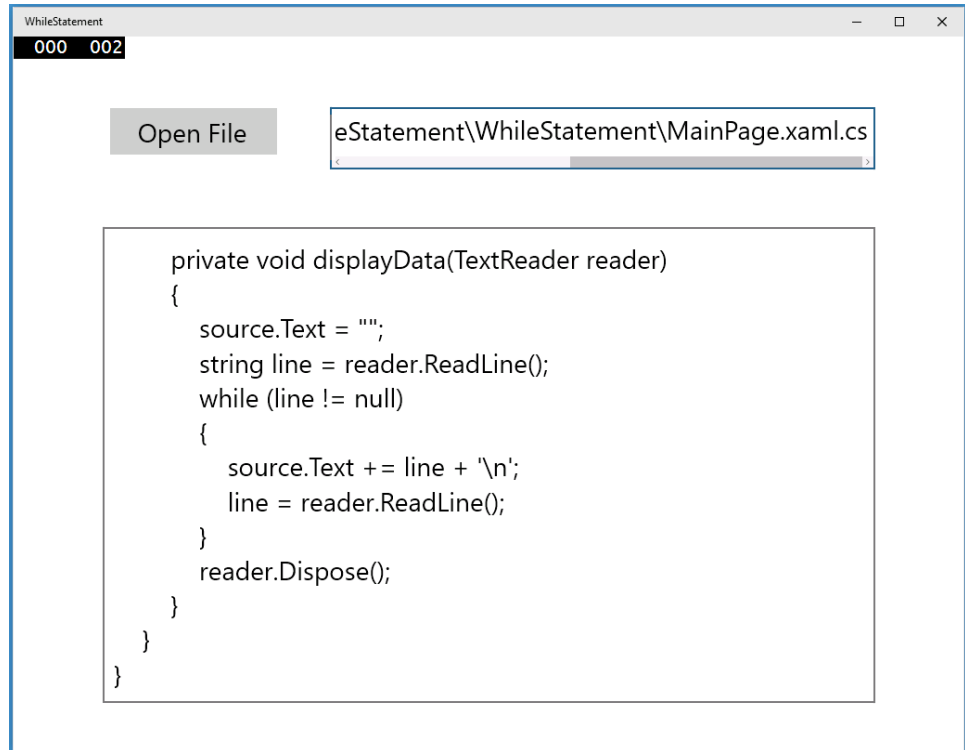 WhileStatement
000 002
Open File
eStatement\WhileStatement\MainPage.xaml.cs
private void displayData(TextReader reader)
{
source.Text = "";
string line = reader.ReadLine();
while (line != null)
{
source.Text += line + '\n';
line = reader.ReadLine();
}
reader.Dispose();
}
}
}